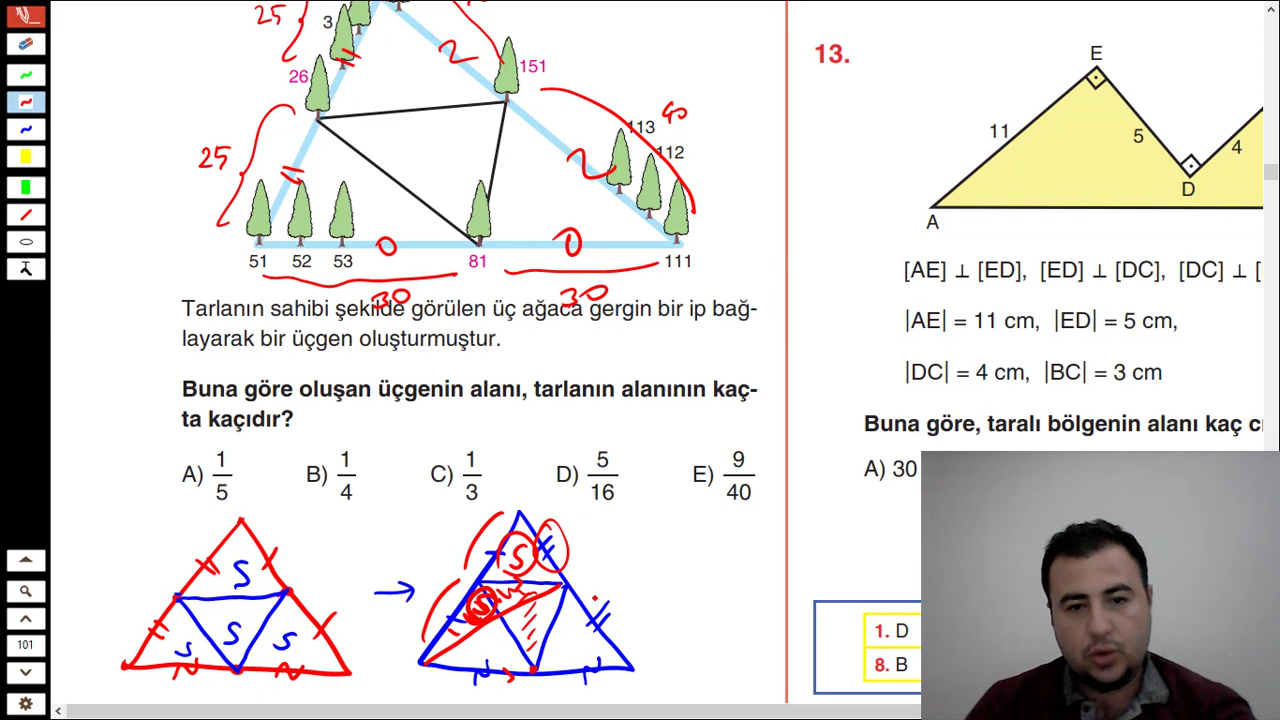 25
3
26
151
40
25
113
112
51 52 53 81 111
30 30
Tarlanın sahibi şekilde görülen üç ağaca gergin bir ip bağ-
layarak bir üçgen oluşturmuştur.
Buna göre oluşan üçgenin alanı, tarlanın alanının kaç-
ta kaçıdır?
A) 1/5 B) 1/4 C) 1/3 D) 5/16 E) 9/40
S S S S
S
13.
E
11
5
4
D
A
[AE] ⊥ [ED], [ED] ⊥ [DC], [DC] ⊥ [
|AE| = 11 cm, |ED| = 5 cm,
|DC| = 4 cm, |BC| = 3 cm
Buna göre, taralı bölgenin alanı kaç
A) 30
1. D
8. B
101